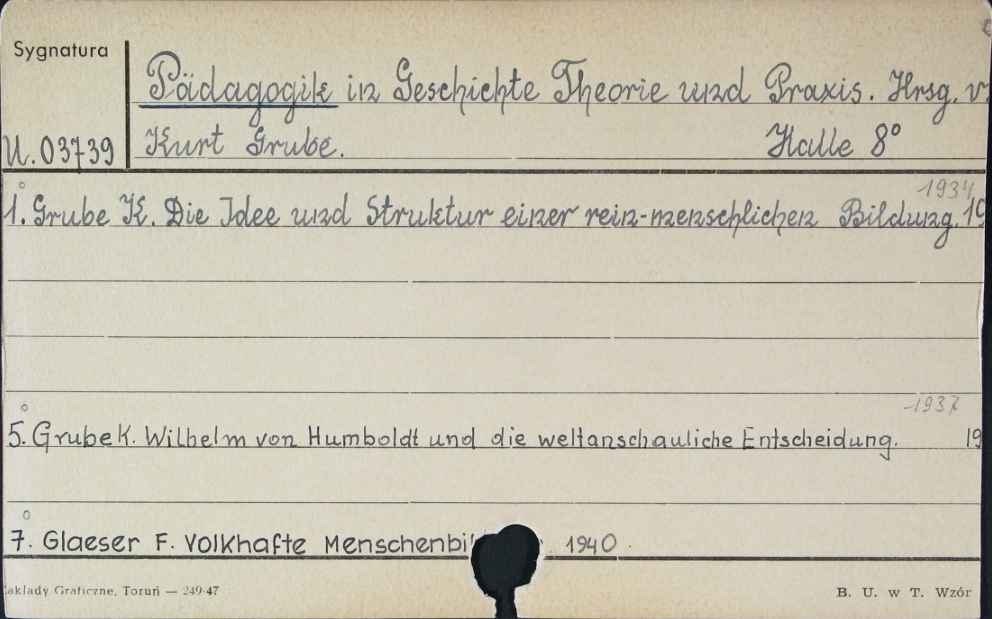 Sygnatura
Pädagogik in Geschichte Theorie und Praxis. Hrsg. v.
U. 03739 Kurt Grube. Halle 8°
1934
1. Grube K. Die Idee und Struktur einer rein-menschlichen Bildung. 19
1937
5. Grube K. Wilhelm von Humboldt und die weltanschauliche Entscheidung. 19
7. Glaeser F. Volkhafte 1940.
akłady Graficzne, Toruń — 249-47 B. U. w T. Wzór